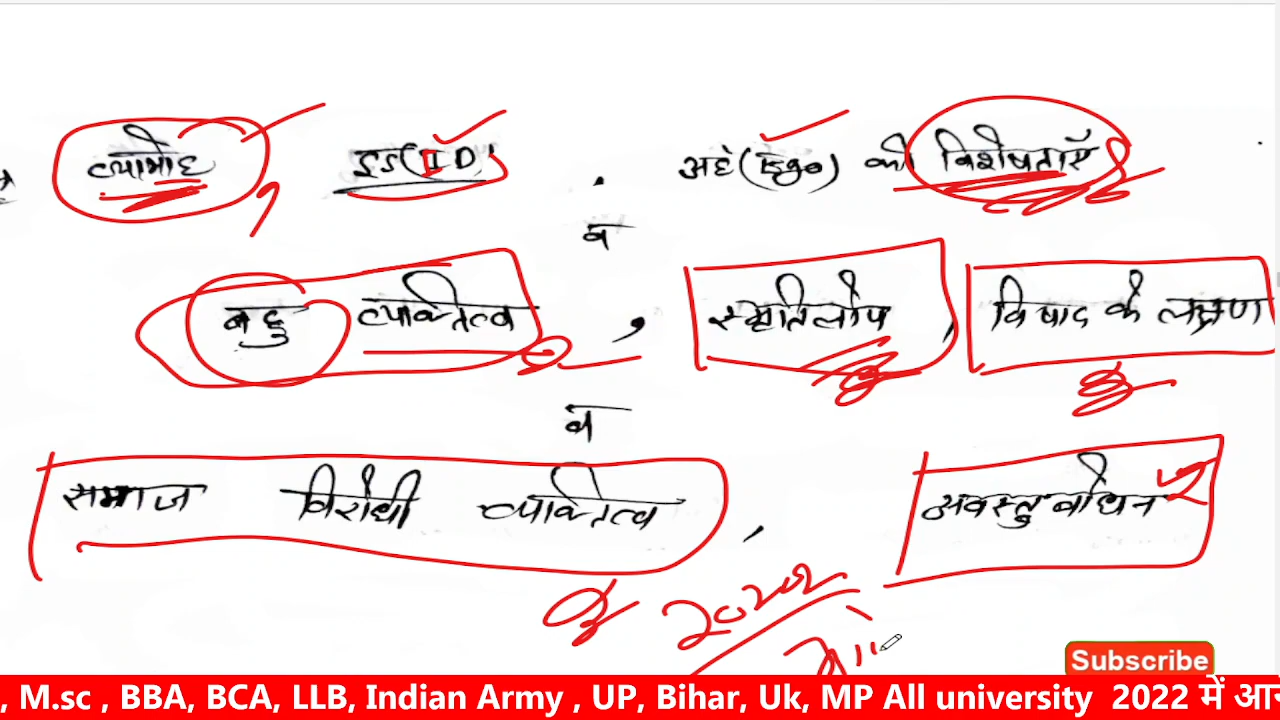 व्यामोह इड(ID) , अहं(Ego) की विशेषताएँ
व
बहु व्यक्तित्व , स्मृतिलोप , विषाद के लक्षण
व
समाज विरोधी व्यक्तित्व , अवस्तुबोधन
2022
Subscribe
, M.sc , BBA, BCA, LLB, Indian Army , UP, Bihar, Uk, MP All university 2022 में